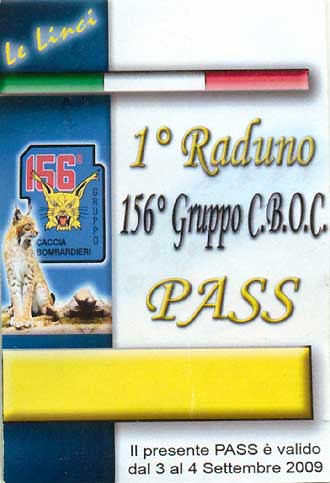 Le Linci
1° Raduno
156° Gruppo C.B.O.C.
PASS
156°
GRUPPO
CACCIA
BOMBARDIERI
Il presente PASS è valido
dal 3 al 4 Settembre 2009